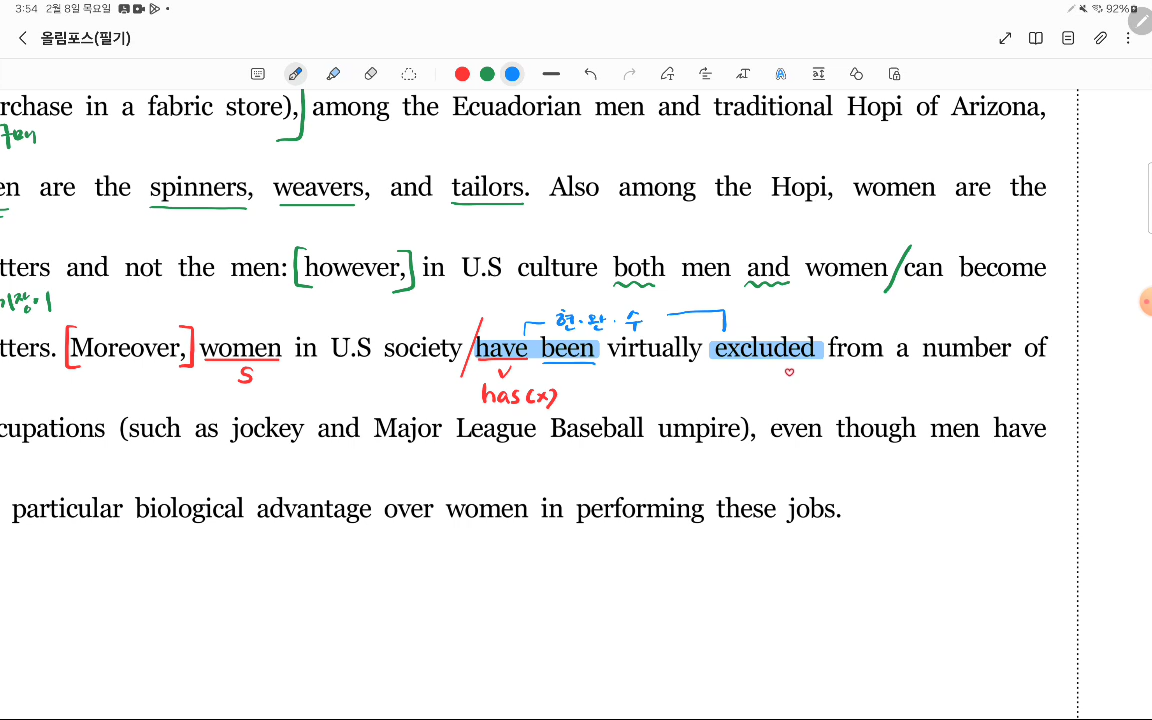 3:54 2월 8일 목요일 92%
올림포스(필기)
rchase in a fabric store), among the Ecuadorian men and traditional Hopi of Arizona,
구매
en are the spinners, weavers, and tailors. Also among the Hopi, women are the
tters and not the men: [however,] in U.S culture both men and women / can become
현·완·수
tters. [Moreover,] women in U.S society / have been virtually excluded from a number of
S v
has(x)
cupations (such as jockey and Major League Baseball umpire), even though men have
particular biological advantage over women in performing these jobs.